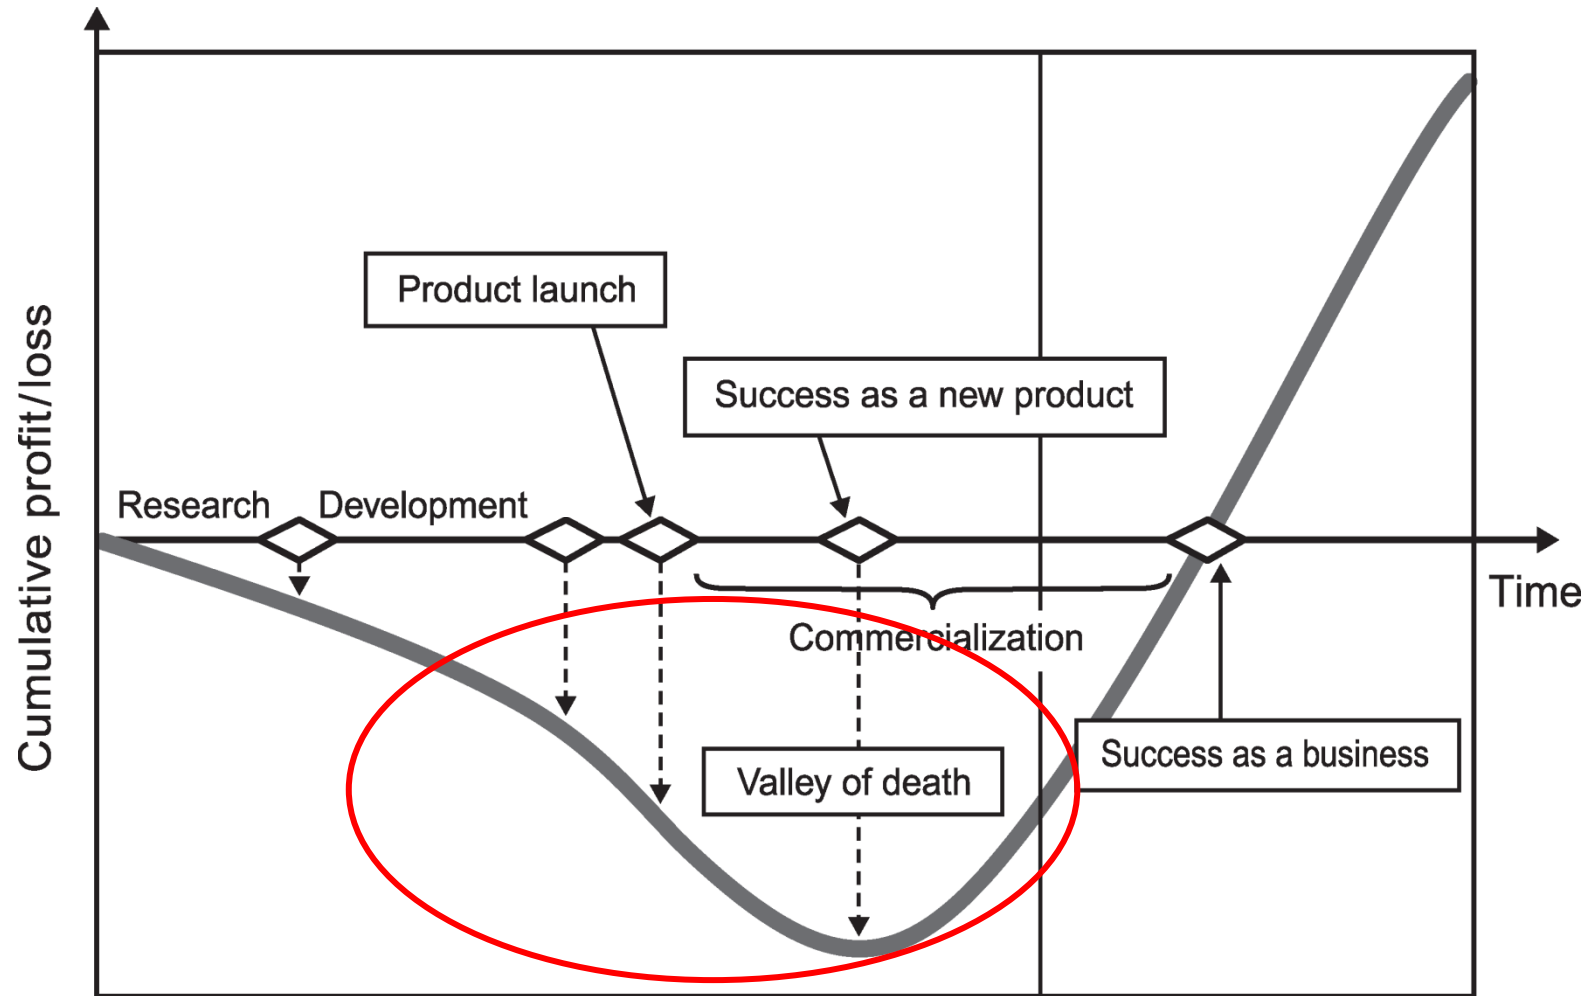 Product launch
Success as a new product
Research
Development
Cumulative profit/loss
Time
Commercialization
Valley of death
Success as a business